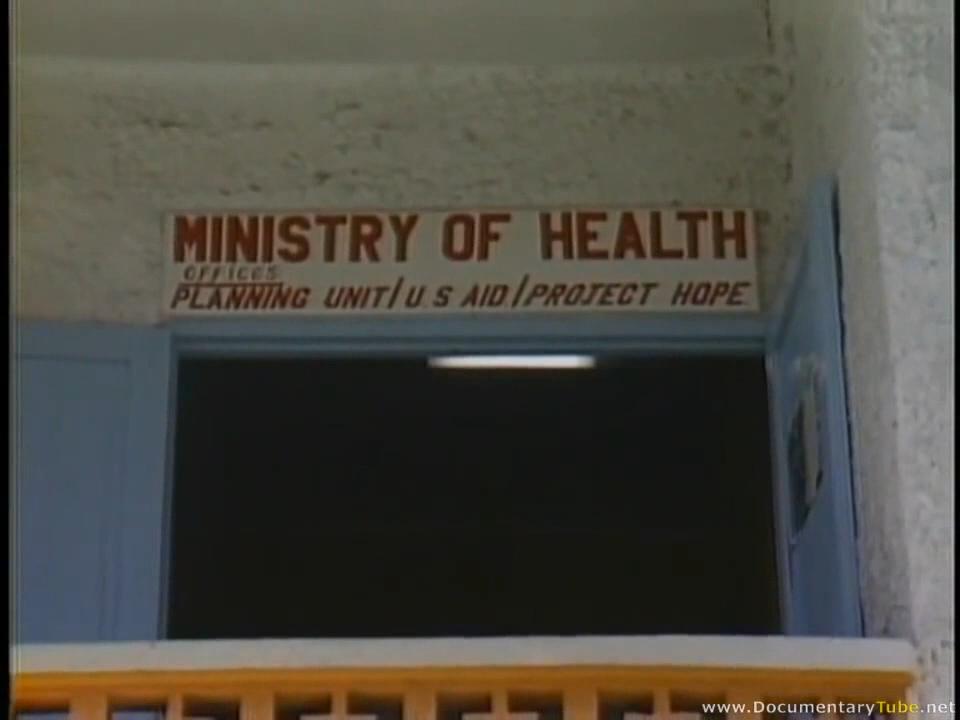 MINISTRY OF HEALTH
OFFICES
PLANNING UNIT/U S AID/PROJECT HOPE
www.DocumentaryTube.net